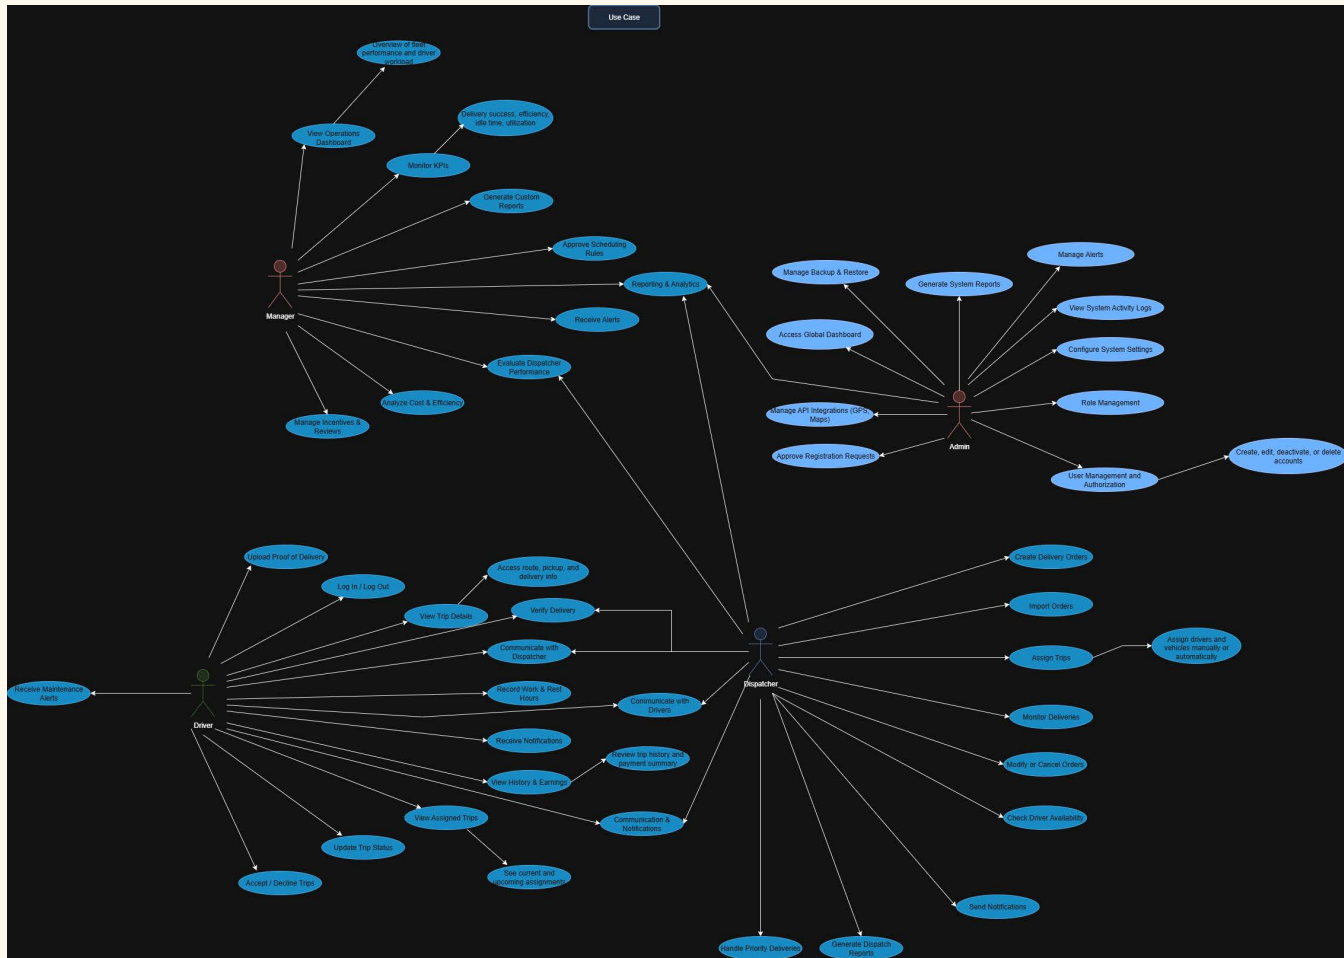 Use Case
Overview of fleet
performance and driver
workload
Delivery success, efficiency,
idle time, utilization
View Operations
Dashboard
Monitor KPIs
Generate Custom
Reports
Approve Scheduling
Rules
Reporting & Analytics
Receive Alerts
Manager
Evaluate Dispatcher
Performance
Analyze Cost & Efficiency
Manage Incentives &
Reviews
Manage Alerts
Manage Backup & Restore
Generate System Reports
View System Activity Logs
Access Global Dashboard
Configure System Settings
Role Management
Manage API Integrations (GPS,
Maps)
Admin
Approve Registration Requests
User Management and
Authorization
Create, edit, deactivate, or delete
accounts
Upload Proof of Delivery
Log In / Log Out
Access route, pickup, and
delivery info
View Trip Details
Verify Delivery
Communicate with
Dispatcher
Receive Maintenance
Alerts
Driver
Record Work & Rest
Hours
Communicate with
Drivers
Receive Notifications
Review trip history and
payment summary
View History & Earnings
View Assigned Trips
Communication &
Notifications
Update Trip Status
See current and
upcoming assignments
Accept / Decline Trips
Create Delivery Orders
Import Orders
Dispatcher
Assign Trips
Assign drivers and
vehicles manually or
automatically
Monitor Deliveries
Modify or Cancel Orders
Check Driver Availability
Send Notifications
Handle Priority Deliveries
Generate Dispatch
Reports